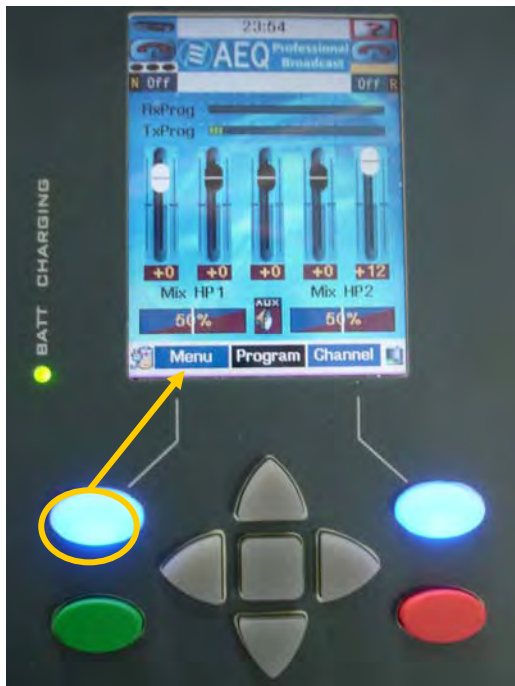 23:54
AEQ Professional Broadcast
N Off
Off R
RxProg
TxProg
+0 +0 +0 +0 +12
Mix HP1 Mix HP2
AUX
50% 50%
Menu Program Channel
BATT CHARGING